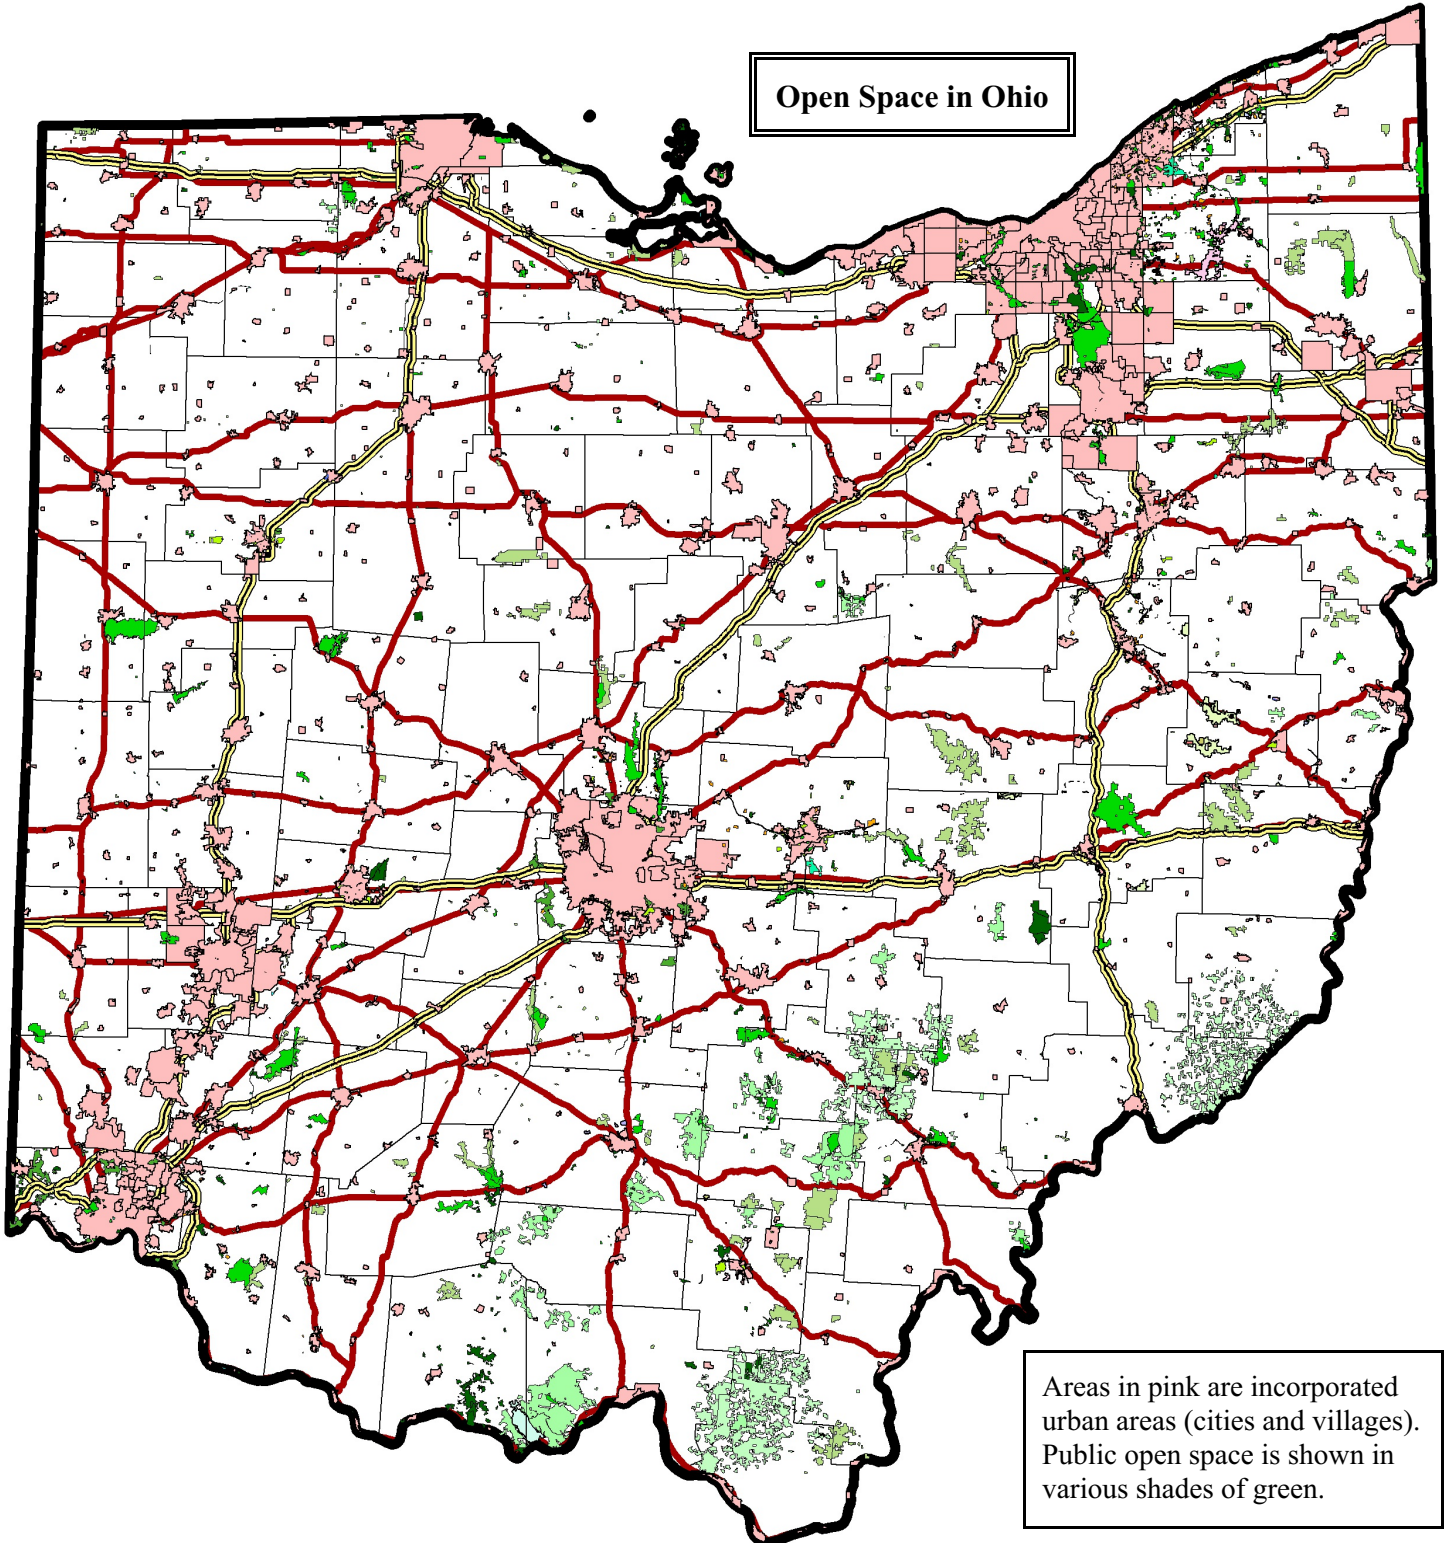 Open Space in Ohio
Areas in pink are incorporated
urban areas (cities and villages).
Public open space is shown in
various shades of green.